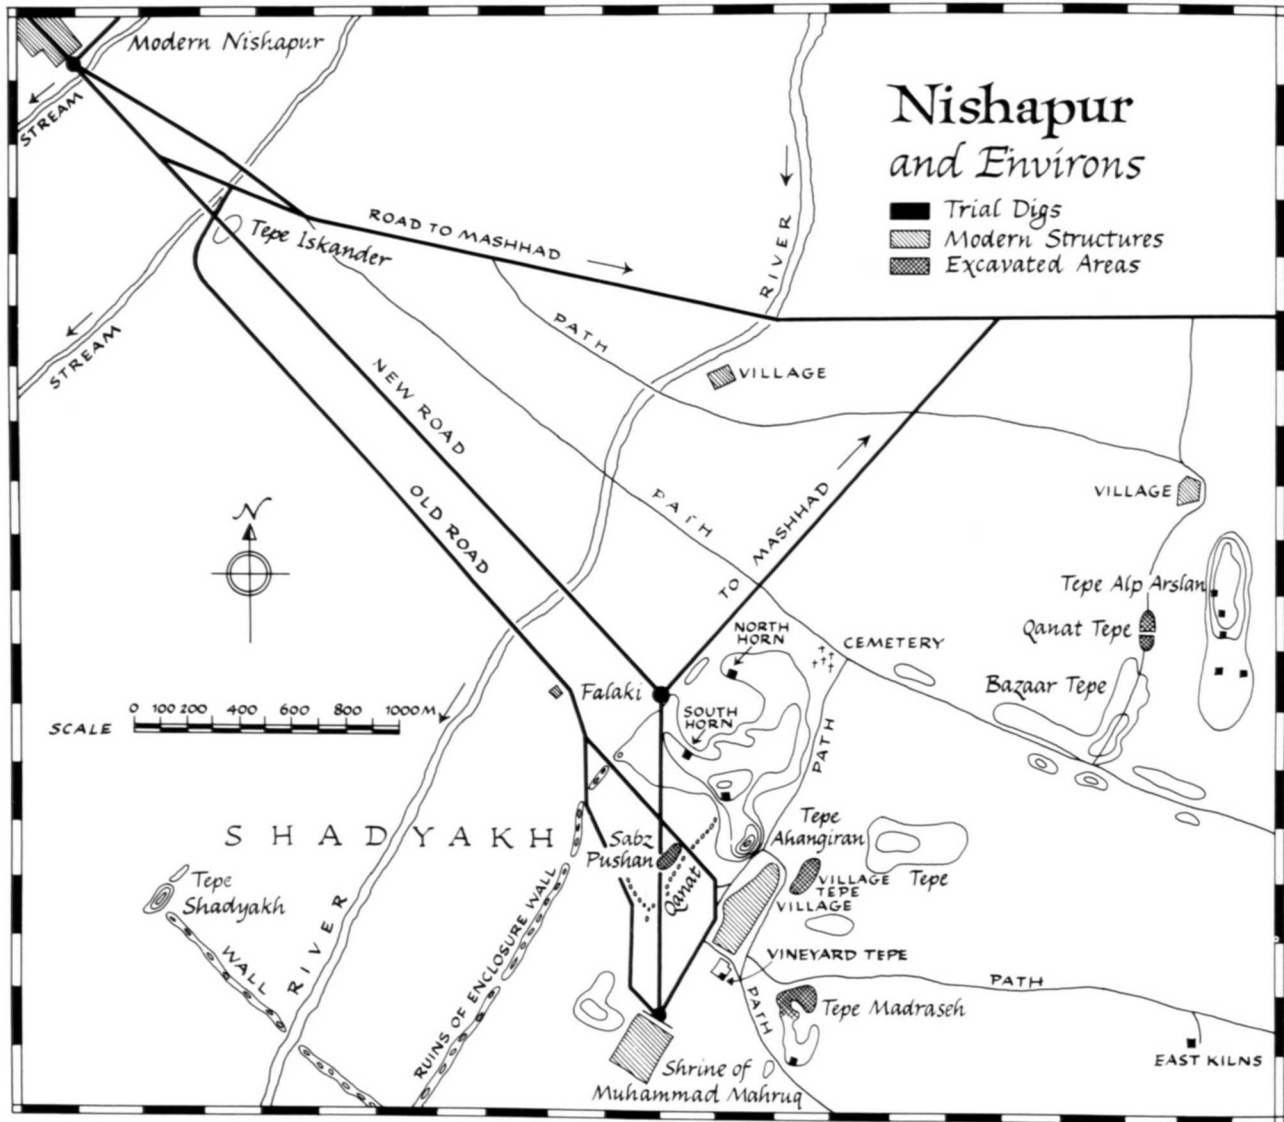 Modern Nishapur
Nishapur
and Environs
Trial Digs
Modern Structures
Excavated Areas
STREAM
Tepe Iskander
ROAD TO MASHHAD
RIVER
STREAM
PATH
NEW ROAD
VILLAGE
OLD ROAD
PATH
TO MASHHAD
VILLAGE
N
Tepe Alp Arslan
Qanat Tepe
NORTH
HORN
CEMETERY
Bazaar Tepe
Falaki
SOUTH
HORN
SCALE
0 100 200 400 600 800 1000 M
PATH
SHADYAKH
Sabz
Pushan
Tepe
Ahangiran
Qanat
VILLAGE
TEPE
Tepe
VILLAGE
Tepe
Shadyakh
WALL
RIVER
RUINS OF ENCLOSURE WALL
VINEYARD TEPE
PATH
PATH
Tepe Madraseh
EAST KILNS
Shrine of
Muhammad Mahruq